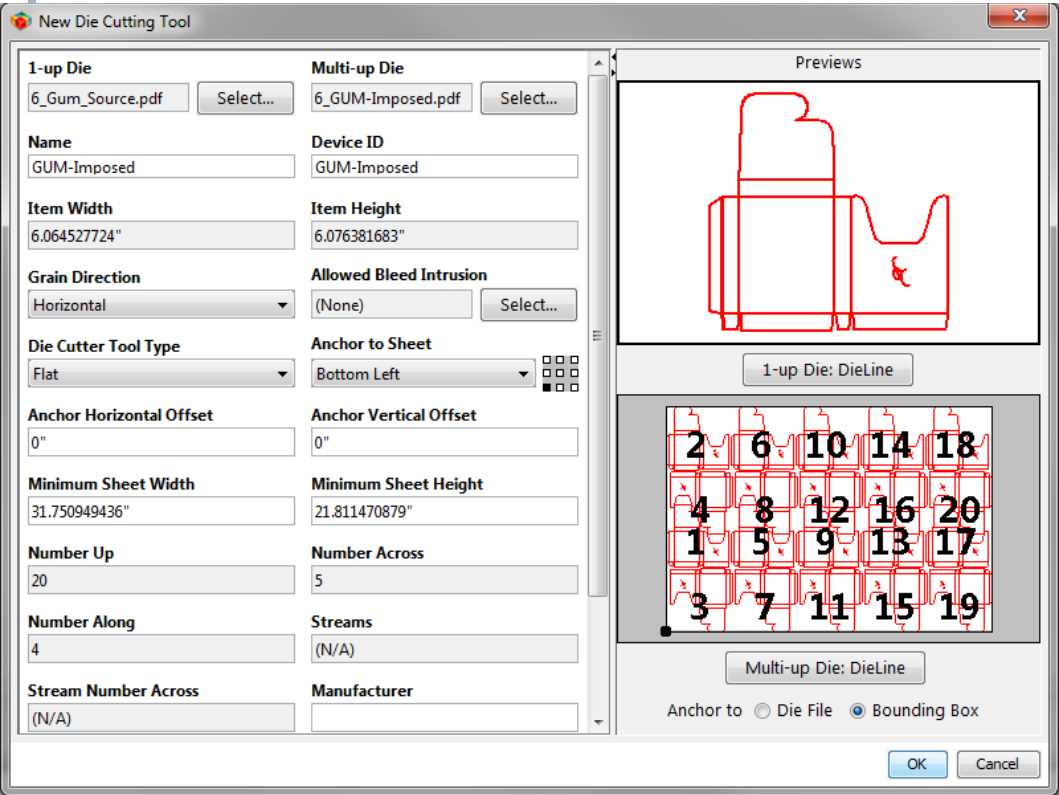 New Die Cutting Tool
1-up Die Multi-up Die
6_Gum_Source.pdf Select... 6_GUM-Imposed.pdf Select...
Name Device ID
GUM-Imposed GUM-Imposed
Item Width Item Height
6.064527724" 6.076381683"
Grain Direction Allowed Bleed Intrusion
Horizontal (None) Select...
Die Cutter Tool Type Anchor to Sheet
Flat Bottom Left
Anchor Horizontal Offset Anchor Vertical Offset
0" 0"
Minimum Sheet Width Minimum Sheet Height
31.750949436" 21.811470879"
Number Up Number Across
20 5
Number Along Streams
4 (N/A)
Stream Number Across Manufacturer
(N/A)
Previews
1-up Die: DieLine
2 6 10 14 18
4 8 12 16 20
1 5 9 13 17
3 7 11 15 19
Multi-up Die: DieLine
Anchor to Die File Bounding Box
OK Cancel